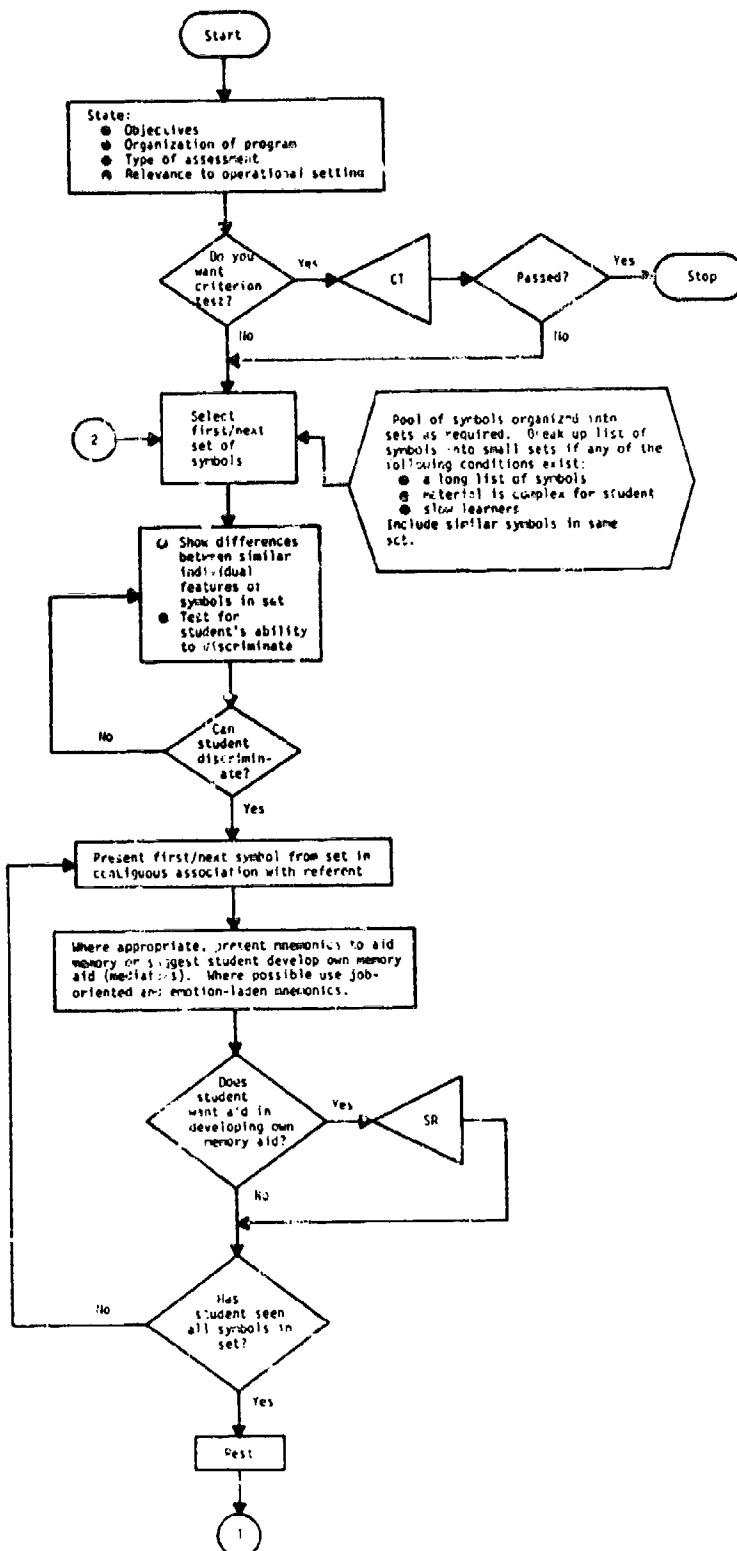 Start
State:
● Objectives
● Organization of program
● Type of assessment
● Relevance to operational setting
Do you
want
criterion
test?
Yes
CT
Passed?
Yes
Stop
No
No
2
Select
first/next
set of
symbols
Pool of symbols organized into
sets as required. Break up list of
symbols into small sets if any of the
following conditions exist:
● a long list of symbols
● material is complex for student
● slow learners
Include similar symbols in same
set.
● Show differences
between similar
individual
features of
symbols in set
● Test for
student's ability
to discriminate
No
Can
student
discrimin-
ate?
Yes
Present first/next symbol from set in
contiguous association with referent
Where appropriate, present mnemonics to aid
memory or suggest student develop own memory
aid (mediators). Where possible use job-
oriented and emotion-laden mnemonics.
Does
student
want aid in
developing own
memory aid?
Yes
SR
No
No
Has
student seen
all symbols in
set?
Yes
Rest
1